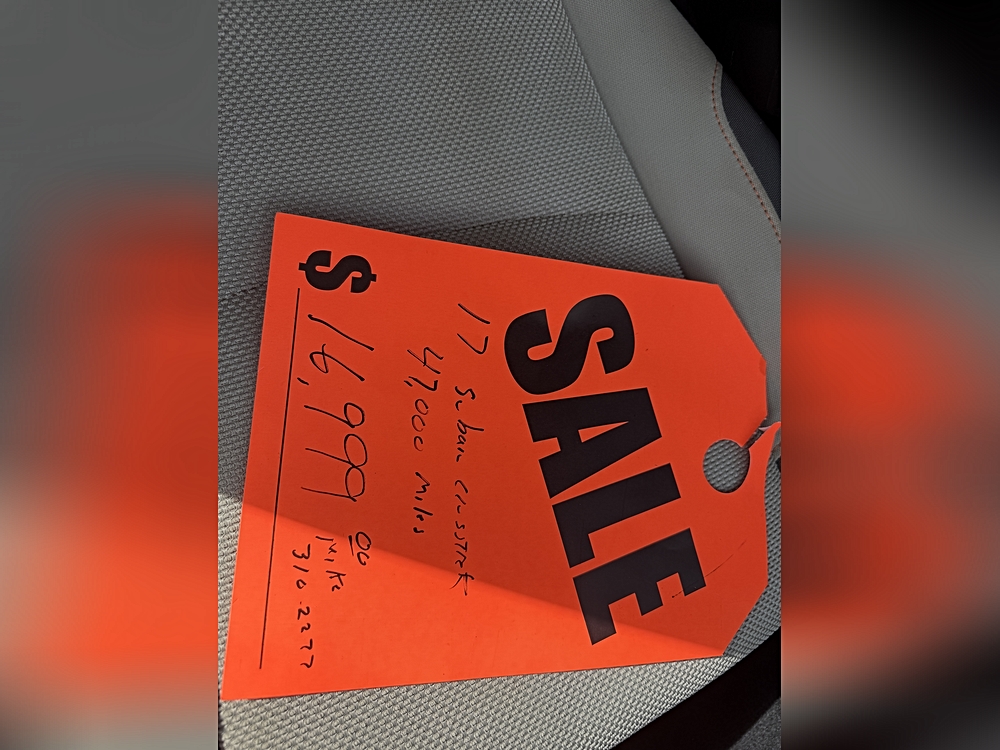 SALE
17 Subaru Crosstrek
47,000 miles
$ 16,999 00
Mike
310-2277